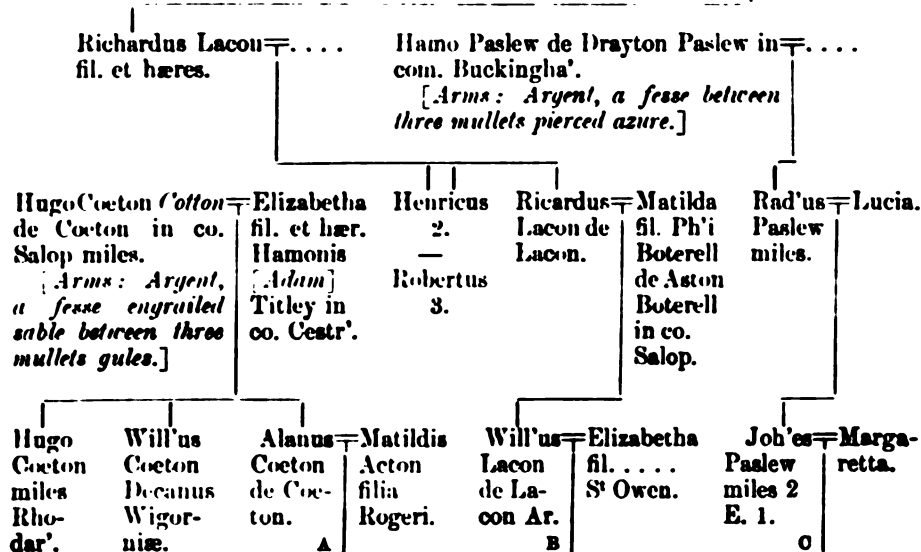 Richardus Lacon=. . . .
fil. et hæres.
Hamo Paslew de Drayton Paslew in=. . . .
com. Buckingha'.
[Arms: Argent, a fesse between
three mullets pierced azure.]
Hugo Coeton Cotton=
de Coeton in co.
Salop miles.
[Arms: Argent,
a fesse engrailed
sable between three
mullets gules.]
Elizabetha
fil. et hær.
Hamonis
[Adam]
Titley in
co. Cestr'.
Henricus
2.
—
Robertus
3.
Ricardus=
Lacon de
Lacon.
Matilda
fil. Ph'i
Boterell
de Aston
Boterell
in co.
Salop.
Rad'us=Lucia.
Paslew
miles.
Hugo
Coeton
miles
Rho-
dar'.
Will'us
Coeton
Decanus
Wigor-
niæ.
Alanus=
Coeton
de Coe-
ton.
A
Matildis
Acton
filia
Rogeri.
Will'us=
Lacon
de La-
con Ar.
B
Elizabetha
fil. . . . .
St Owen.
Joh'es=
Paslew
miles 2
E. 1.
C
Marga-
retta.